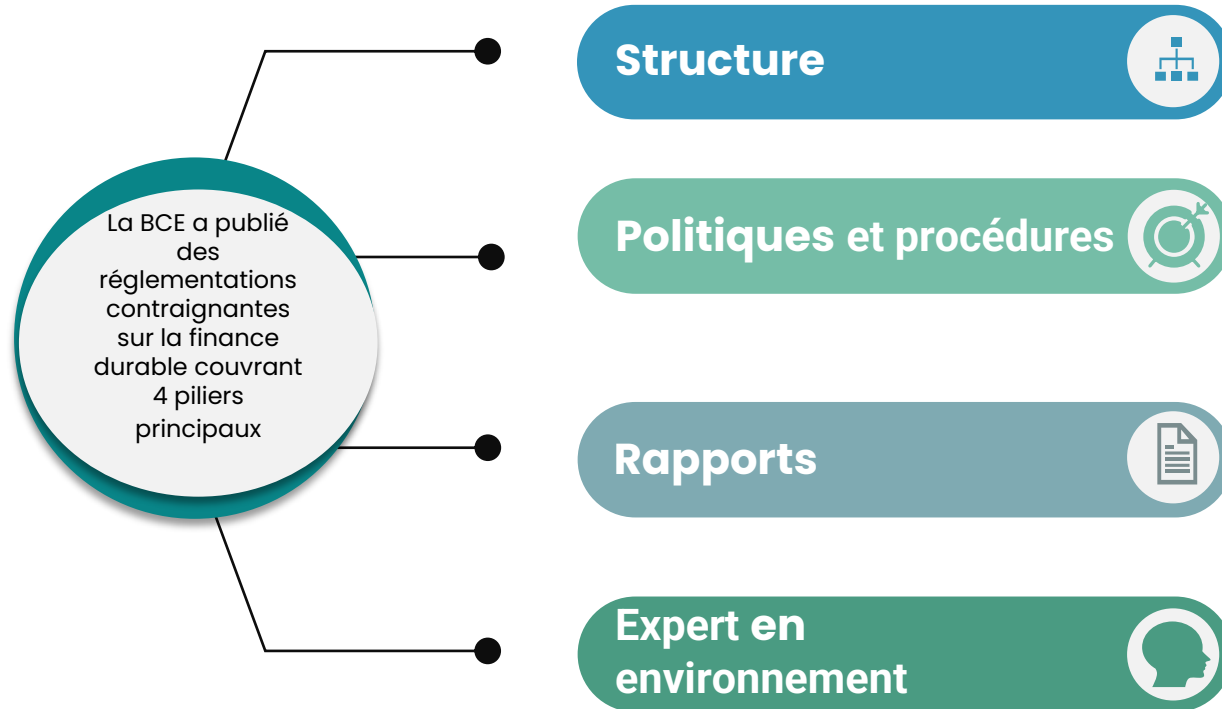 La BCE a publié
des
réglementations
contraignantes
sur la finance
durable couvrant
4 piliers
principaux
Structure
Politiques et procédures
Rapports
Expert en
environnement